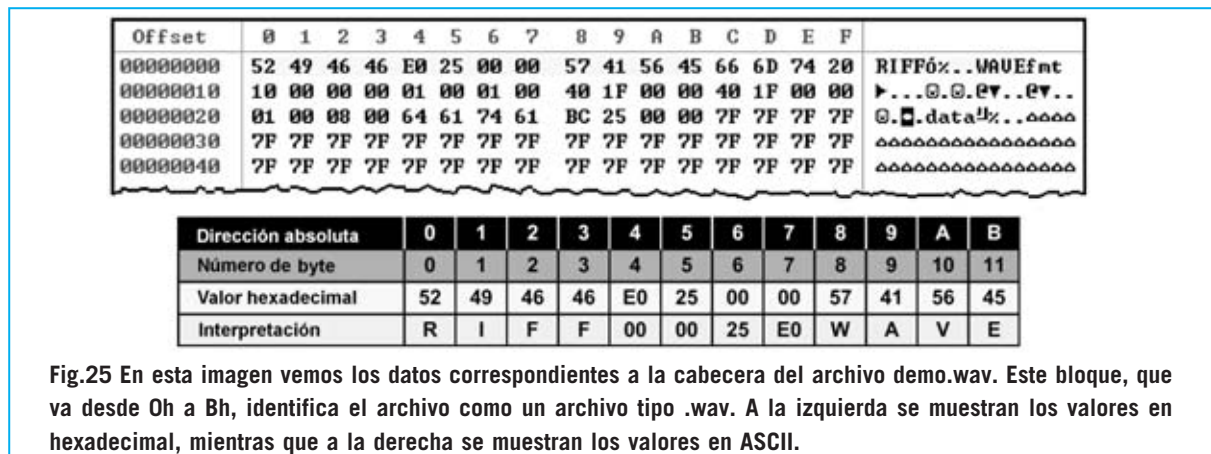 Offset 0 1 2 3 4 5 6 7 8 9 A B C D E F
00000000 52 49 46 46 E0 25 00 00 57 41 56 45 66 6D 74 20 RIFFó%..WAVEfmt
00000010 10 00 00 00 01 00 01 00 40 1F 00 00 40 1F 00 00 ►...☺.☺.@▼..@▼..
00000020 01 00 08 00 64 61 74 61 BC 25 00 00 7F 7F 7F 7F ☺.◘.data╝%..⌂⌂⌂⌂
00000030 7F 7F 7F 7F 7F 7F 7F 7F 7F 7F 7F 7F 7F 7F 7F 7F ⌂⌂⌂⌂⌂⌂⌂⌂⌂⌂⌂⌂⌂⌂⌂⌂
00000040 7F 7F 7F 7F 7F 7F 7F 7F 7F 7F 7F 7F 7F 7F 7F 7F ⌂⌂⌂⌂⌂⌂⌂⌂⌂⌂⌂⌂⌂⌂⌂⌂
Dirección absoluta 0 1 2 3 4 5 6 7 8 9 A B
Número de byte 0 1 2 3 4 5 6 7 8 9 10 11
Valor hexadecimal 52 49 46 46 E0 25 00 00 57 41 56 45
Interpretación R I F F 00 00 25 E0 W A V E
Fig.25 En esta imagen vemos los datos correspondientes a la cabecera del archivo demo.wav. Este bloque, que
va desde 0h a Bh, identifica el archivo como un archivo tipo .wav. A la izquierda se muestran los valores en
hexadecimal, mientras que a la derecha se muestran los valores en ASCII.